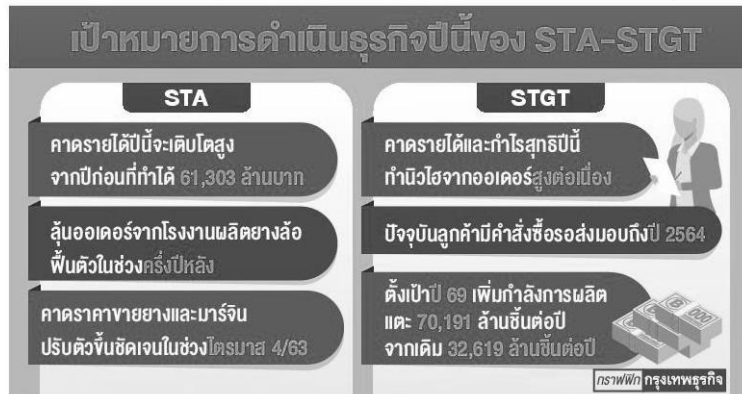 เป้าหมายการดำเนินธุรกิจปีนี้ของ STA-STGT
STA
คาดรายได้ปีนี้จะเติบโตสูง
จากปีก่อนที่ทำได้ 61,303 ล้านบาท
ลุ้นออเดอร์จากโรงงานผลิตยางล้อ
ฟื้นตัวในช่วงครึ่งปีหลัง
คาดราคาขายยางและมาร์จิน
ปรับตัวขึ้นชัดเจนในช่วงไตรมาส 4/63
STGT
คาดรายได้และกำไรสุทธิปีนี้
ทำนิวไฮจากออเดอร์สูงต่อเนื่อง
ปัจจุบันลูกค้ามีคำสั่งซื้อรอส่งมอบถึงปี 2564
ตั้งเป้าปี 69 เพิ่มกำลังการผลิต
แตะ 70,191 ล้านชิ้นต่อปี
จากเดิม 32,619 ล้านชิ้นต่อปี
B 000
กราฟฟิก กรุงเทพธุรกิจ